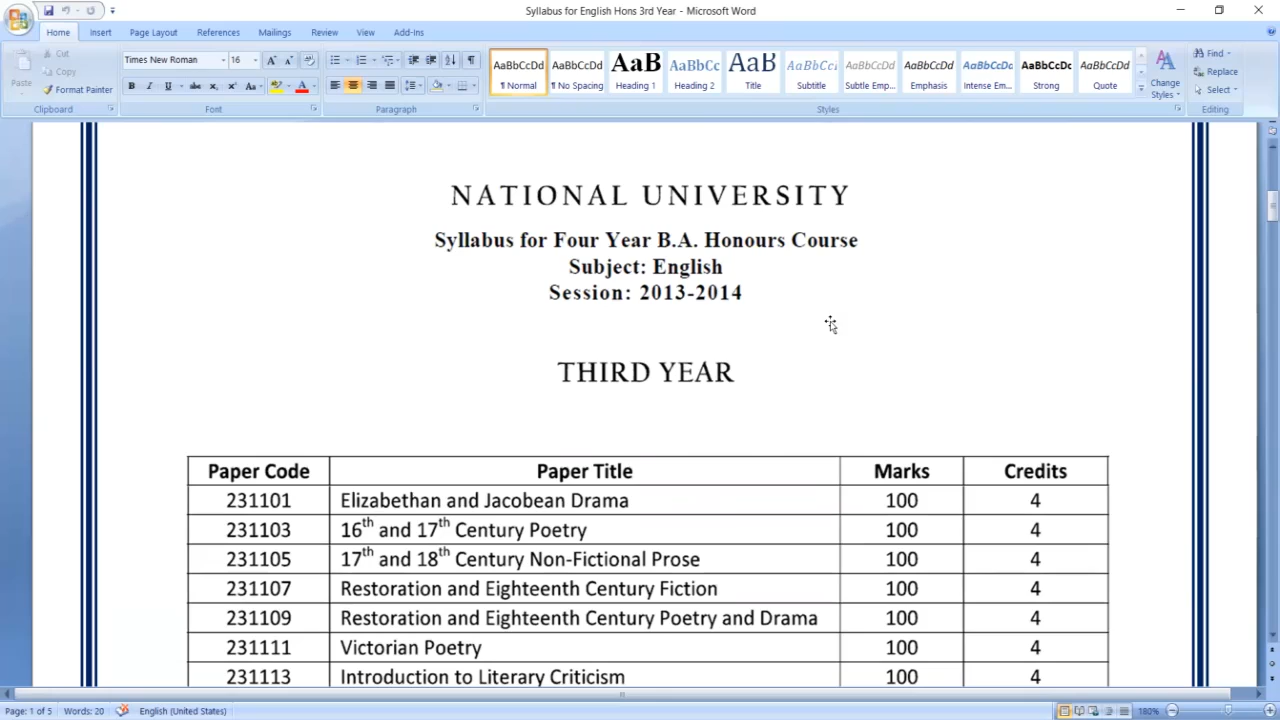 Syllabus for English Hons 3rd Year - Microsoft Word
Home Insert Page Layout References Mailings Review View Add-Ins
Paste
Cut
Copy
Format Painter
Clipboard
Times New Roman 16
Font
Paragraph
AaBbCcDd AaBbCcDd AaB AaBbCc AaB AaBbCci AaBbCcDd AaBbCcDd AaBbCcDd AaBbCcDc AaBbCcDd
¶ Normal ¶ No Spacing Heading 1 Heading 2 Title Subtitle Subtle Emp... Emphasis Intense Em... Strong Quote
Styles
Change
Styles
Find
Replace
Select
Editing
NATIONAL UNIVERSITY
Syllabus for Four Year B.A. Honours Course
Subject: English
Session: 2013-2014
THIRD YEAR
Paper Code Paper Title Marks Credits
231101 Elizabethan and Jacobean Drama 100 4
231103 16th and 17th Century Poetry 100 4
231105 17th and 18th Century Non-Fictional Prose 100 4
231107 Restoration and Eighteenth Century Fiction 100 4
231109 Restoration and Eighteenth Century Poetry and Drama 100 4
231111 Victorian Poetry 100 4
231113 Introduction to Literary Criticism 100 4
Page: 1 of 5 Words: 20 English (United States) 180%